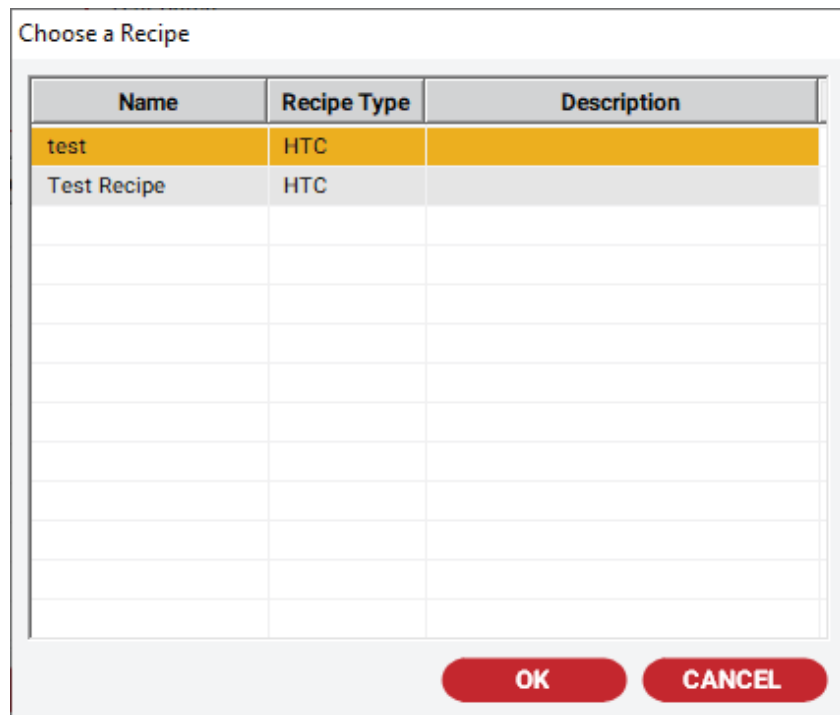 Choose a Recipe
Name Recipe Type Description
test HTC
Test Recipe HTC
OK CANCEL